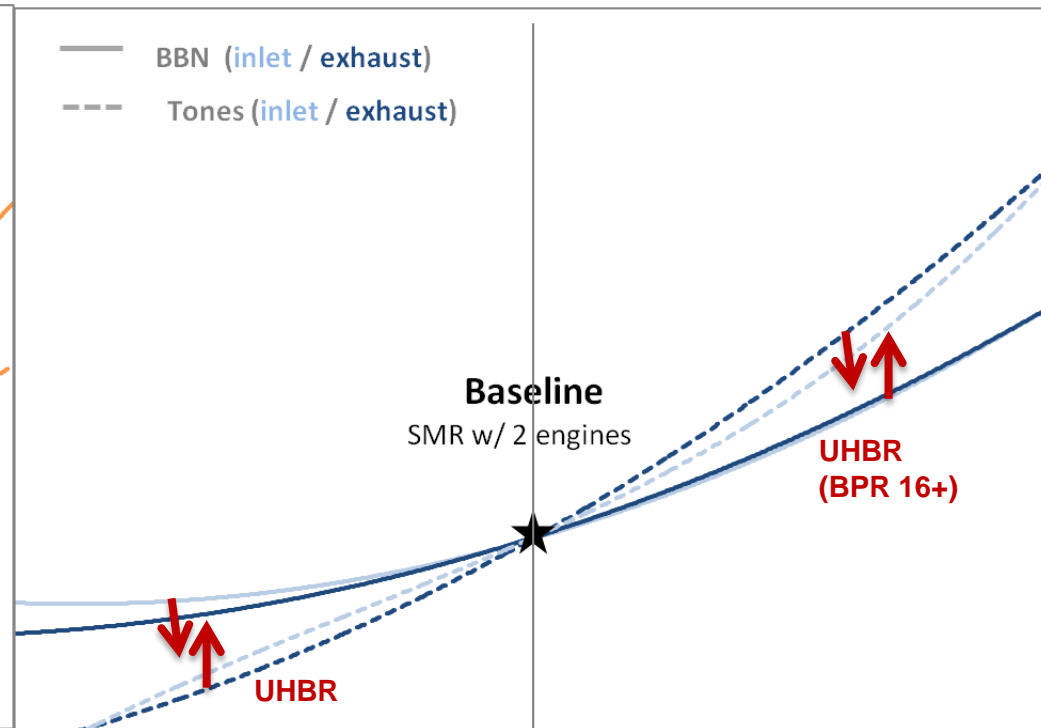 BBN (inlet / exhaust)
Tones (inlet / exhaust)
Baseline
SMR w/ 2 engines
UHBR
(BPR 16+)
UHBR